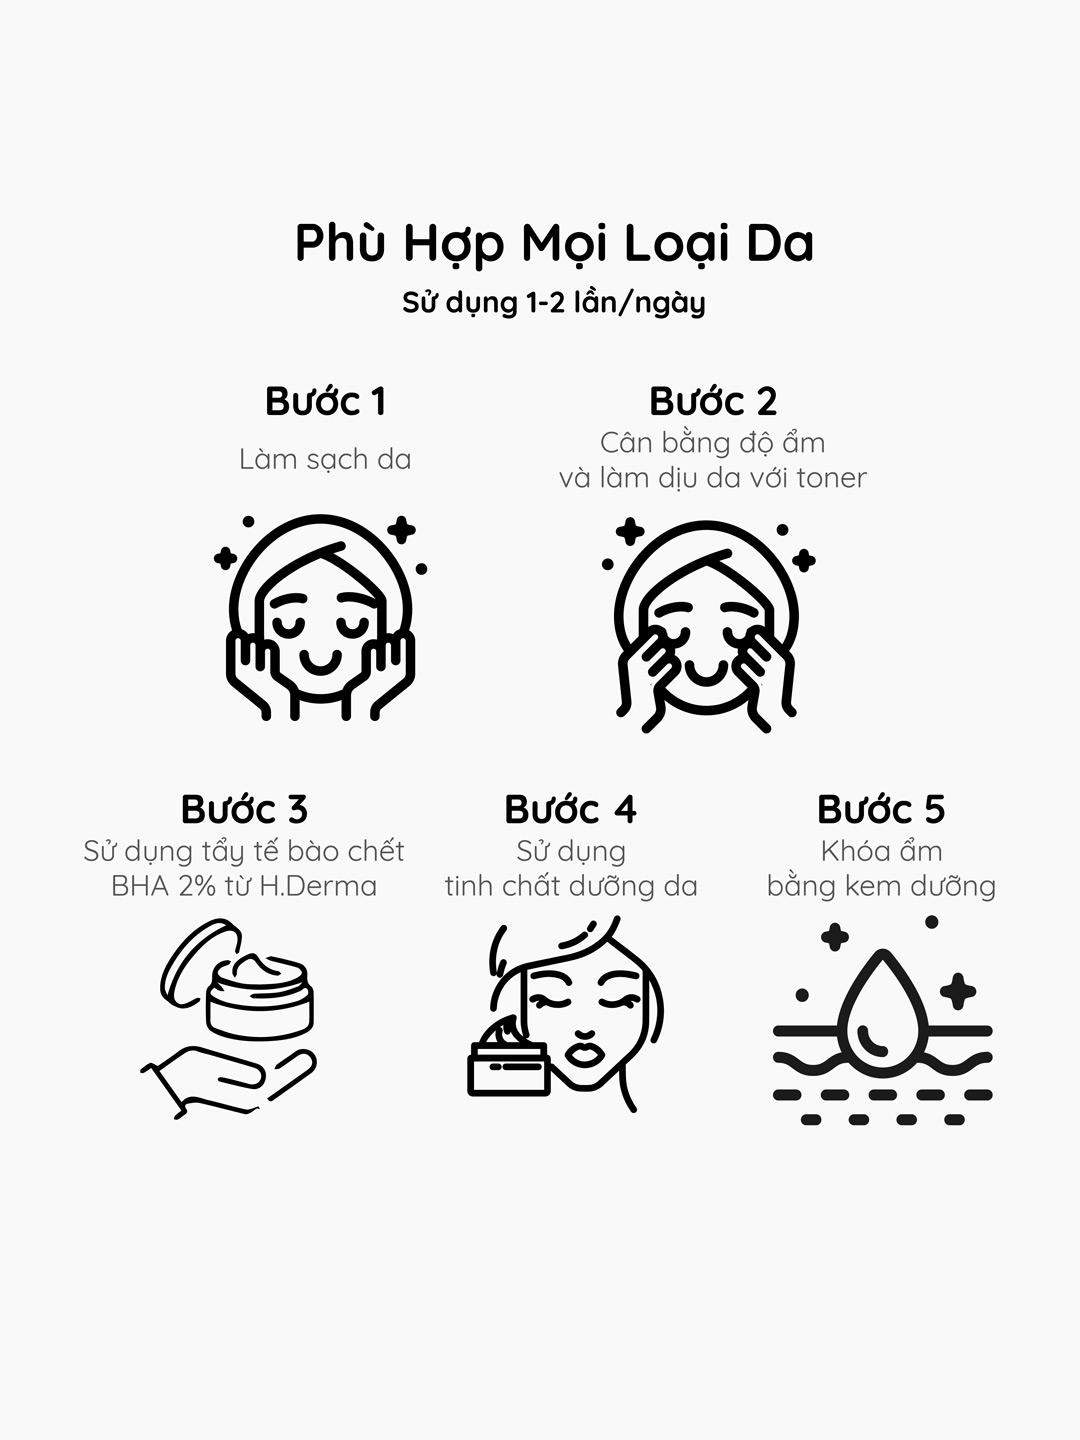 Phù Hợp Mọi Loại Da
Sử dụng 1-2 lần/ngày
Bước 1
Làm sạch da
Bước 2
Cân bằng độ ẩm
và làm dịu da với toner
Bước 3
Sử dụng tẩy tế bào chết
BHA 2% từ H.Derma
Bước 4
Sử dụng
tinh chất dưỡng da
Bước 5
Khóa ẩm
bằng kem dưỡng